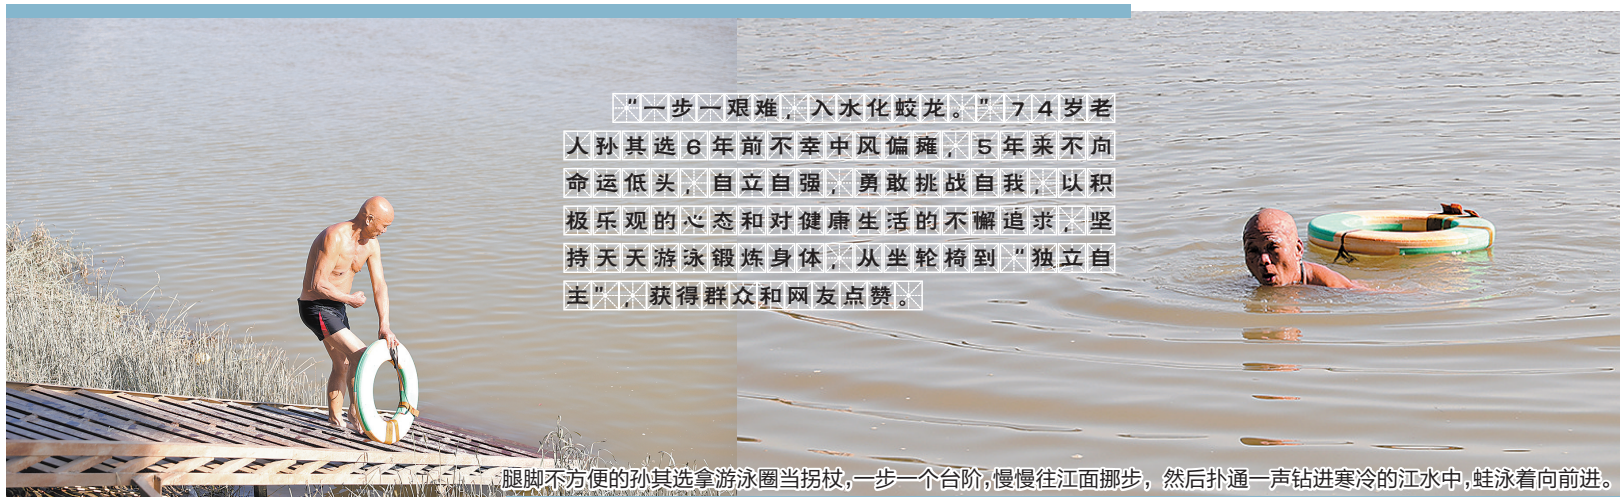 “一步一艰难，入水化蛟龙。”74岁老
人孙其选6年前不幸中风偏瘫，5年来不向
命运低头，自立自强，勇敢挑战自我，以积
极乐观的心态和对健康生活的不懈追求，坚
持天天游泳锻炼身体，从坐轮椅到“独立自
主”，获得群众和网友点赞。
腿脚不方便的孙其选拿游泳圈当拐杖,一步一个台阶,慢慢往江面挪步，然后扑通一声钻进寒冷的江水中,蛙泳着向前进。